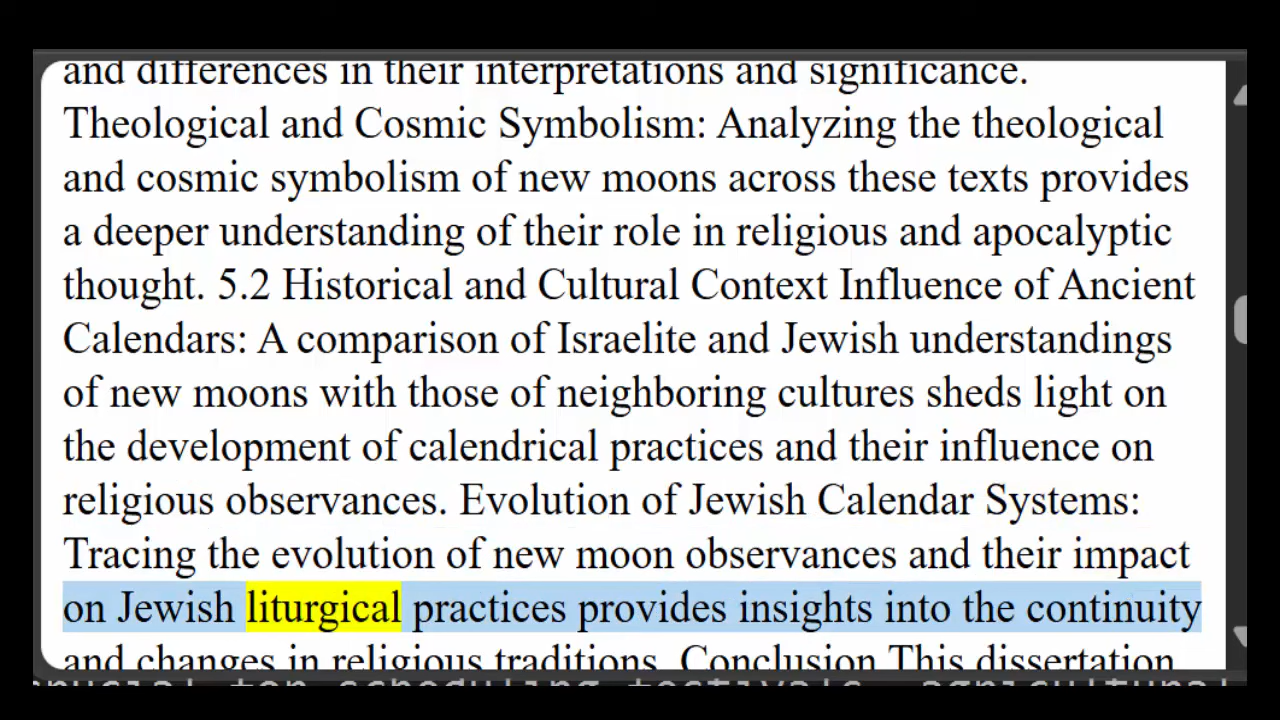 and differences in their interpretations and significance.
Theological and Cosmic Symbolism: Analyzing the theological
and cosmic symbolism of new moons across these texts provides
a deeper understanding of their role in religious and apocalyptic
thought. 5.2 Historical and Cultural Context Influence of Ancient
Calendars: A comparison of Israelite and Jewish understandings
of new moons with those of neighboring cultures sheds light on
the development of calendrical practices and their influence on
religious observances. Evolution of Jewish Calendar Systems:
Tracing the evolution of new moon observances and their impact
on Jewish liturgical practices provides insights into the continuity
and changes in religious traditions. Conclusion This dissertation
crucial for scheduling festivals, agricultural